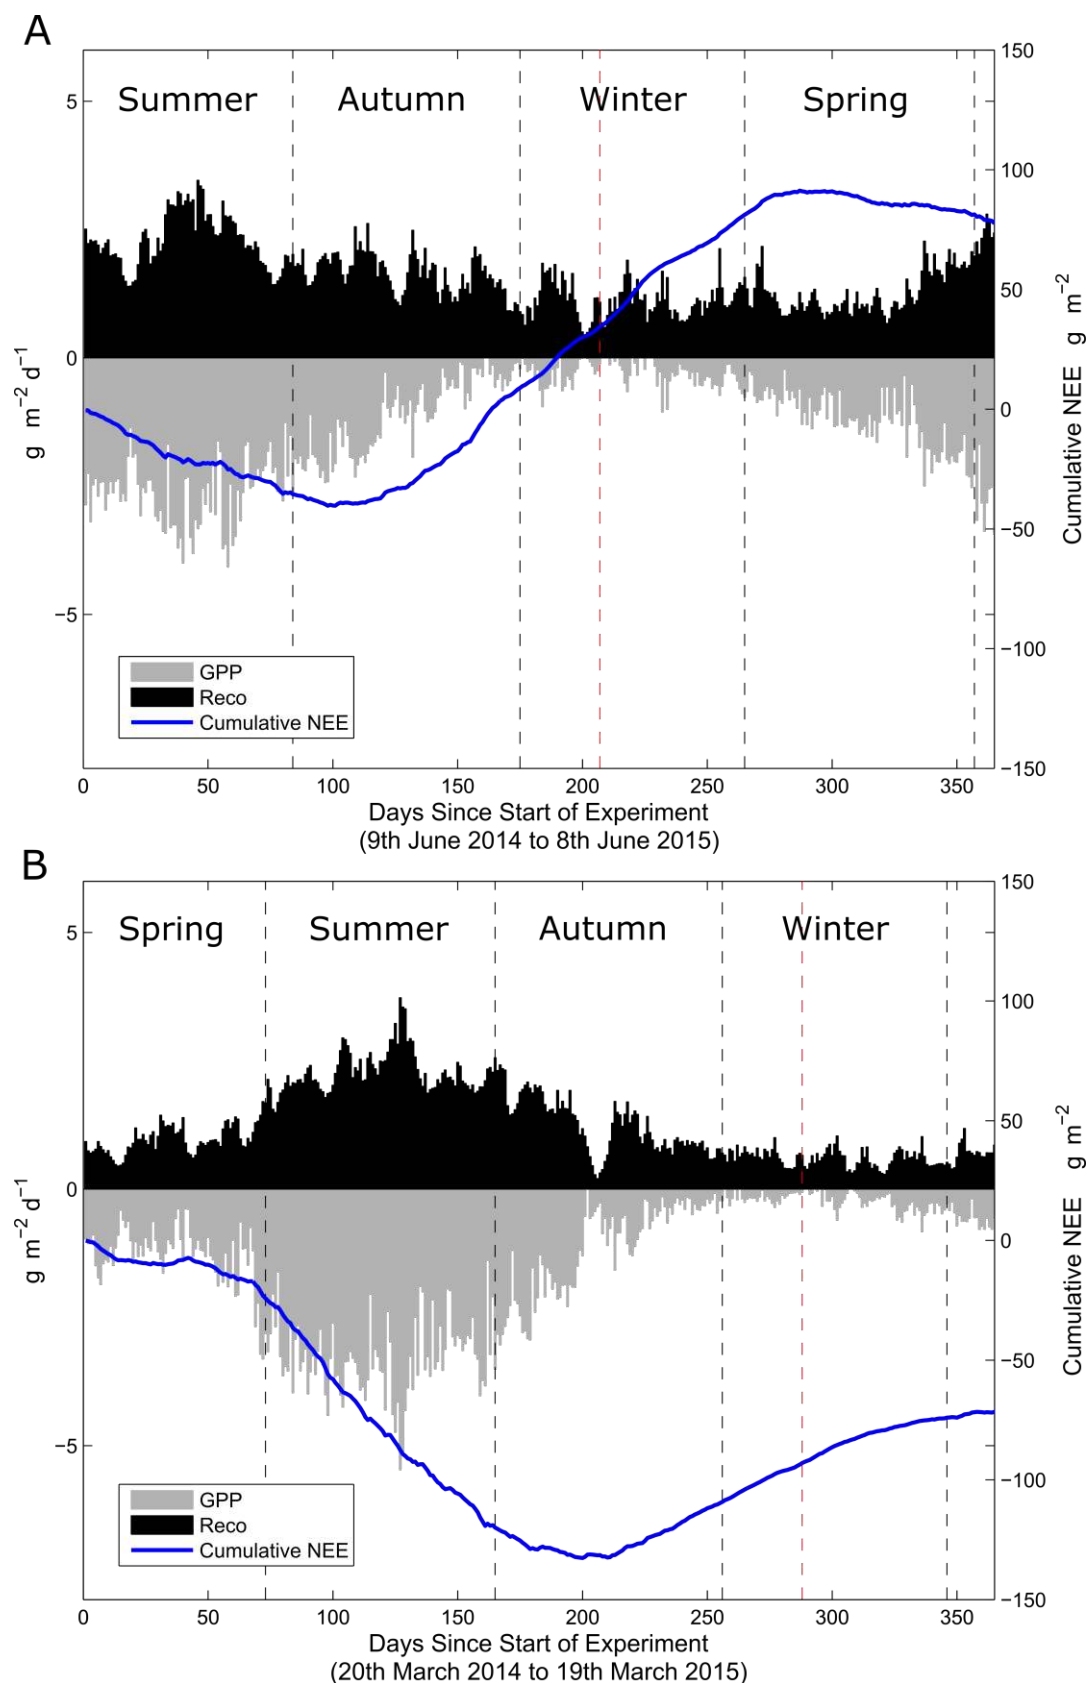 A
Summer Autumn Winter Spring
5
0
−5
g m−2 d−1
150
100
50
0
−50
−100
−150
Cumulative NEE g m−2
GPP
Reco
Cumulative NEE
0 50 100 150 200 250 300 350
Days Since Start of Experiment
(9th June 2014 to 8th June 2015)
B
Spring Summer Autumn Winter
5
0
−5
g m−2 d−1
150
100
50
0
−50
−100
−150
Cumulative NEE g m−2
GPP
Reco
Cumulative NEE
0 50 100 150 200 250 300 350
Days Since Start of Experiment
(20th March 2014 to 19th March 2015)